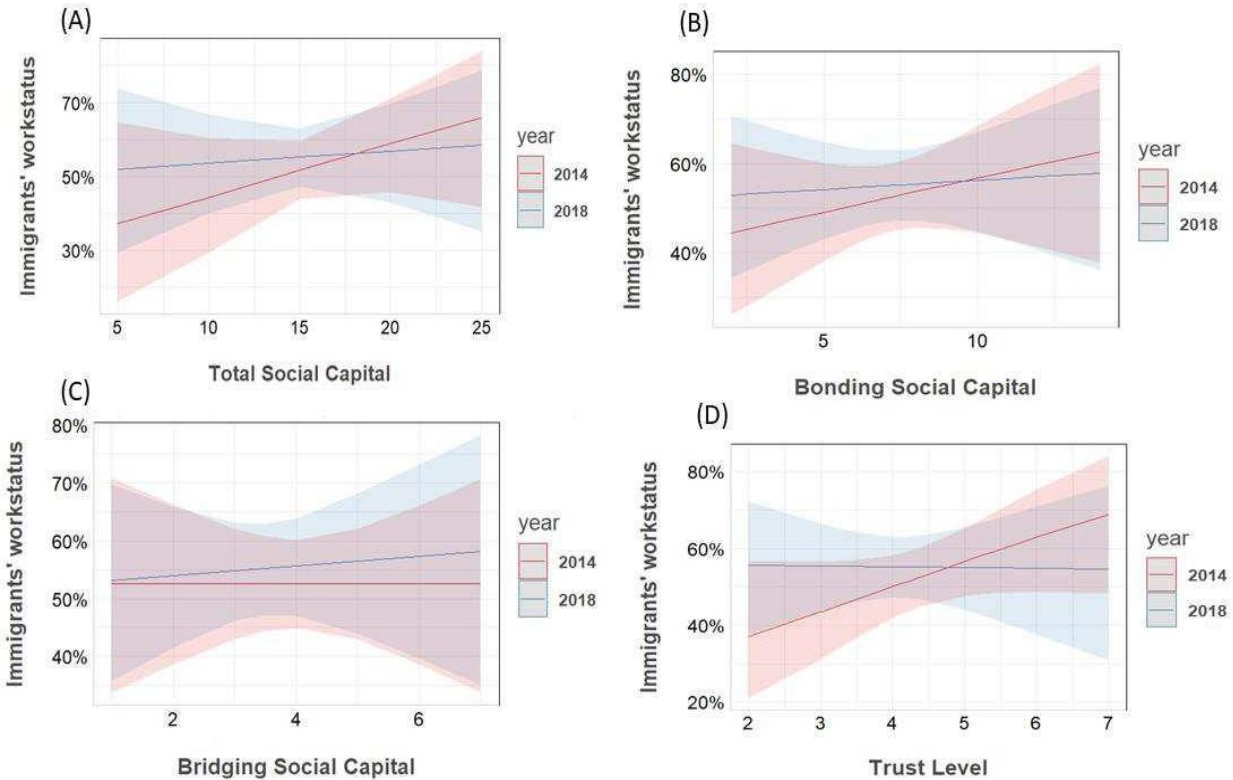 (A)
Immigrants' workstatus
70%
50%
30%
5 10 15 20 25
Total Social Capital
year
2014
2018
(B)
Immigrants' workstatus
80%
60%
40%
5 10
Bonding Social Capital
year
2014
2018
(C)
Immigrants' workstatus
80%
70%
60%
50%
40%
2 4 6
Bridging Social Capital
year
2014
2018
(D)
Immigrants' workstatus
80%
60%
40%
20%
2 3 4 5 6 7
Trust Level
year
2014
2018